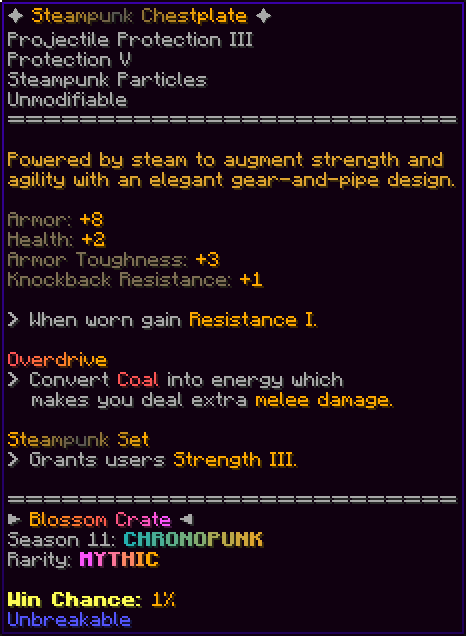 ✦ Steampunk Chestplate ✦
Projectile Protection III
Protection V
Steampunk Particles
Unmodifiable
============================
Powered by steam to augment strength and
agility with an elegant gear-and-pipe design.
Armor: +8
Health: +2
Armor Toughness: +3
Knockback Resistance: +1
> When worn gain Resistance I.
Overdrive
> Convert Coal into energy which
makes you deal extra melee damage.
Steampunk Set
> Grants users Strength III.
============================
► Blossom Crate ◄
Season 11: CHRONOPUNK
Rarity: MYTHIC
Win Chance: 1%
Unbreakable